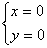 x = 0
y = 0